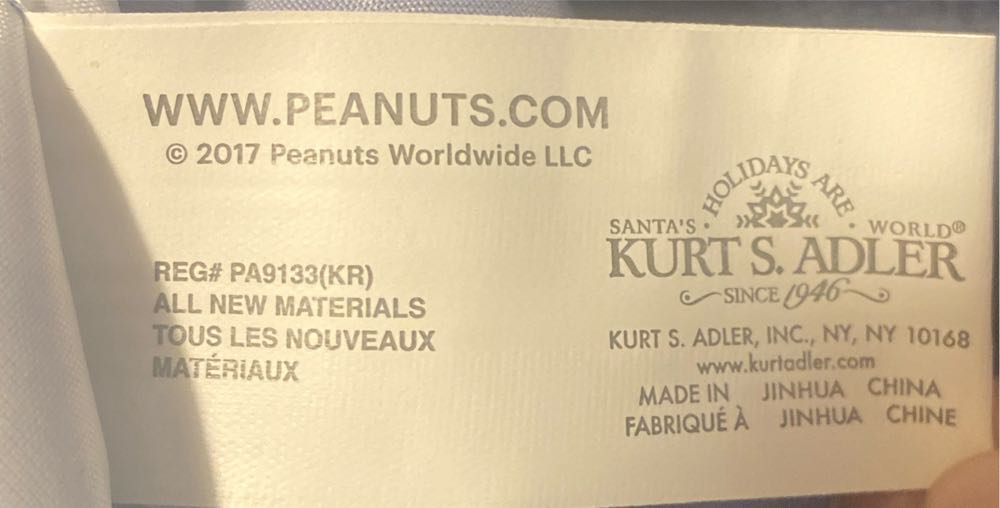 WWW.PEANUTS.COM
© 2017 Peanuts Worldwide LLC
REG# PA9133(KR)
ALL NEW MATERIALS
TOUS LES NOUVEAUX
MATÉRIAUX
HOLIDAYS ARE
SANTA'S · · WORLD®
KURT S. ADLER
SINCE 1946
KURT S. ADLER, INC., NY, NY 10168
www.kurtadler.com
MADE IN JINHUA CHINA
FABRIQUÉ À JINHUA CHINE